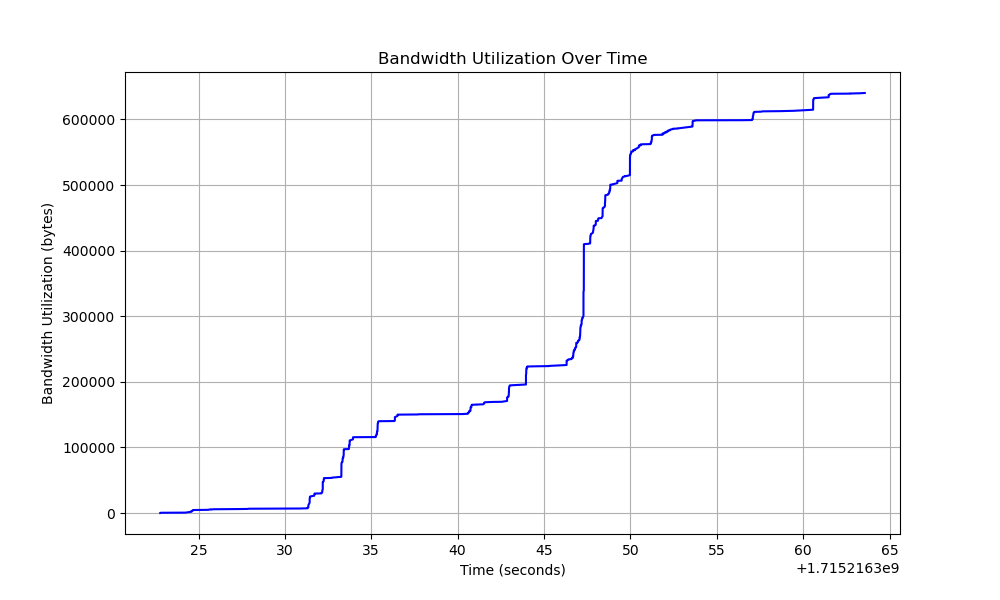 Bandwidth Utilization Over Time
Bandwidth Utilization (bytes)
600000
500000
400000
300000
200000
100000
0
25 30 35 40 45 50 55 60 65
Time (seconds)
+1.7152163e9